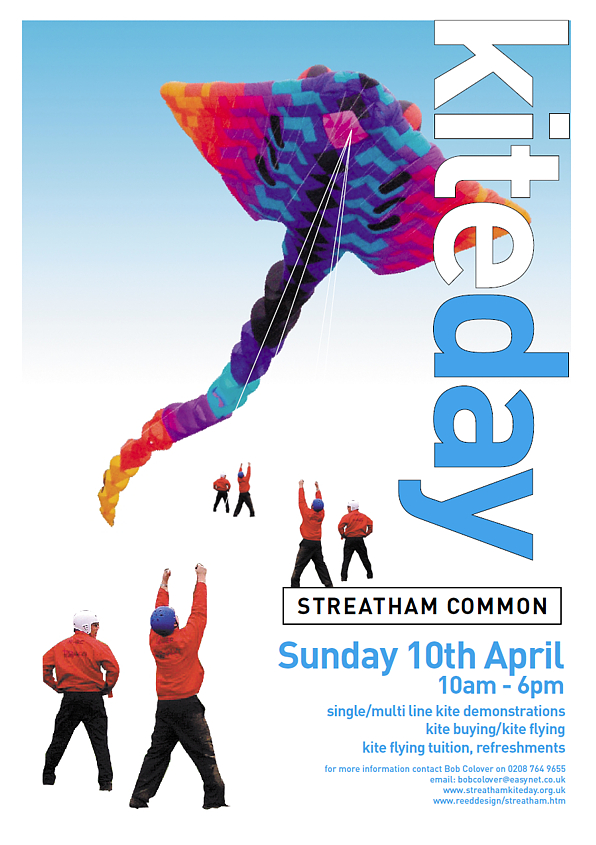 kiteday
STREATHAM COMMON
Sunday 10th April
10am - 6pm
single/multi line kite demonstrations
kite buying/kite flying
kite flying tuition, refreshments
for more information contact Bob Colover on 0208 764 9655
email: bobcolover@easynet.co.uk
www.streathamkiteday.org.uk
www.reeddesign/streatham.htm